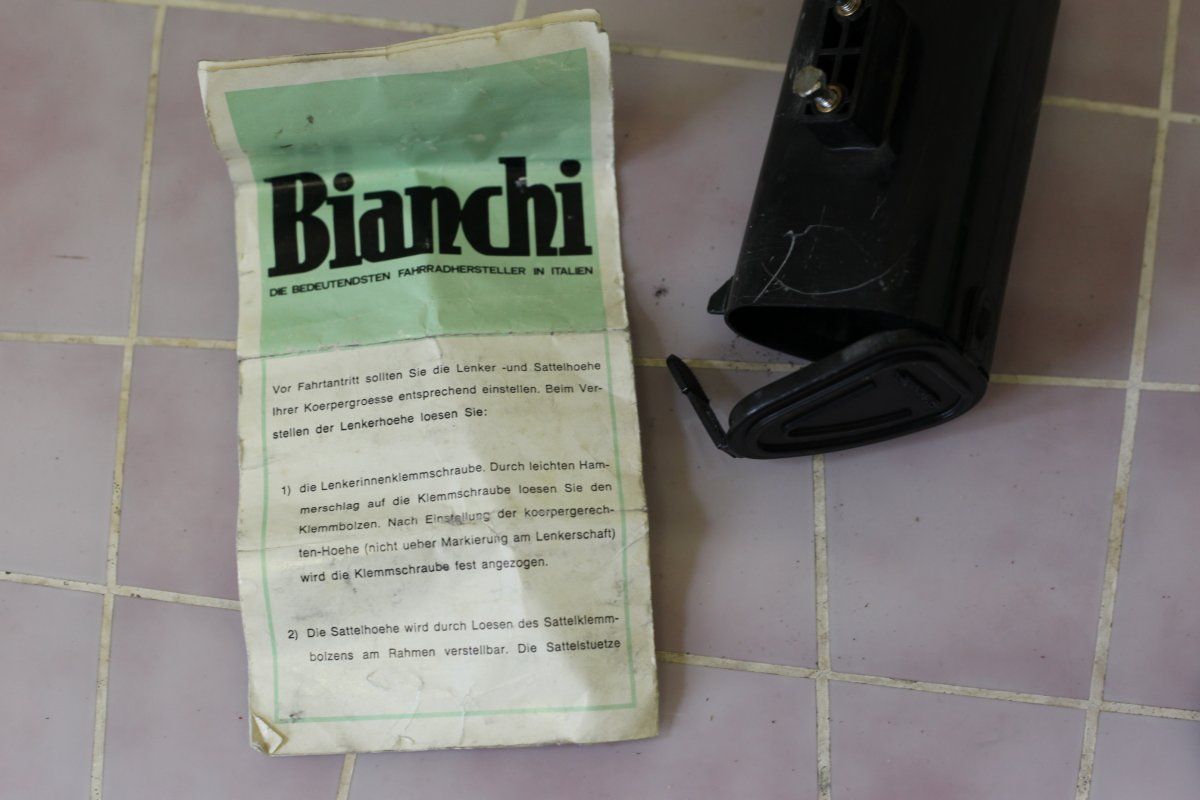 Bianchi
DIE BEDEUTENDSTEN FAHRRADHERSTELLER IN ITALIEN
Vor Fahrtantritt sollten Sie die Lenker -und Sattelhoehe
Ihrer Koerpergroesse entsprechend einstellen. Beim Ver-
stellen der Lenkerhoehe loesen Sie:
1) die Lenkerinnenklemmschraube. Durch leichten Ham-
merschlag auf die Klemmschraube loesen Sie den
Klemmbolzen. Nach Einstellung der koerpergerech-
ten-Hoehe (nicht ueber Markierung am Lenkerschaft)
wird die Klemmschraube fest angezogen.
2) Die Sattelhoehe wird durch Loesen des Sattelklemm-
bolzens am Rahmen verstellbar. Die Sattelstuetze